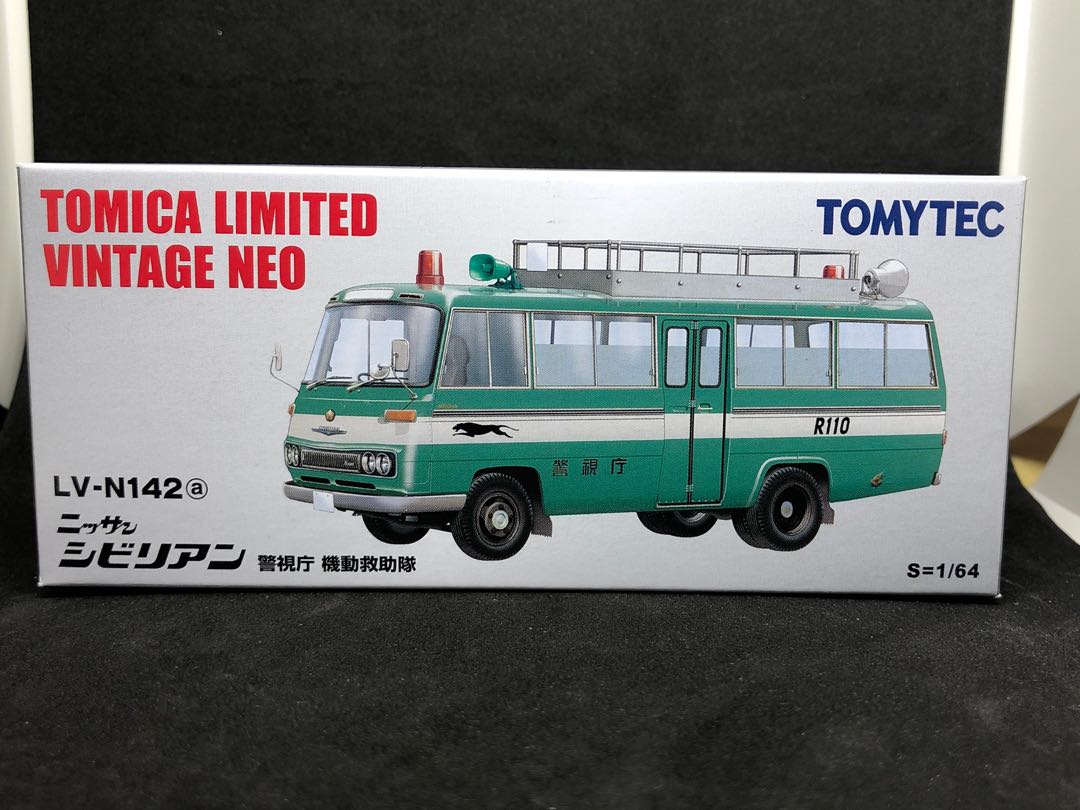 TOMICA LIMITED
VINTAGE NEO
TOMYTEC
R110
警視庁
LV-N142ⓐ
ニッサン
シビリアン 警視庁 機動救助隊
S=1/64